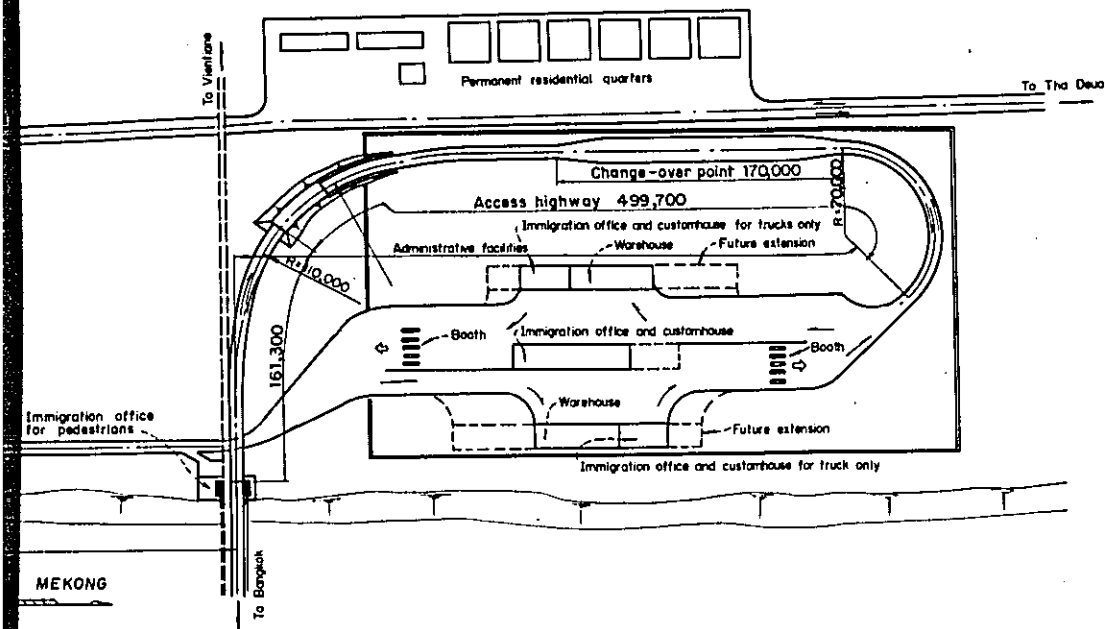 To Vientiane
Permanent residential quarters
To Tha Deua
Change-over point 170,000
Access highway 499,700
R=70,000
Immigration office and customhouse for trucks only
Administrative facilities
Warehouse
Future extension
R=110,000
161,300
Booth
Immigration office and customhouse
Booth
Immigration office
for pedestrians
Warehouse
Future extension
Immigration office and customhouse for truck only
MEKONG
To Bangkok